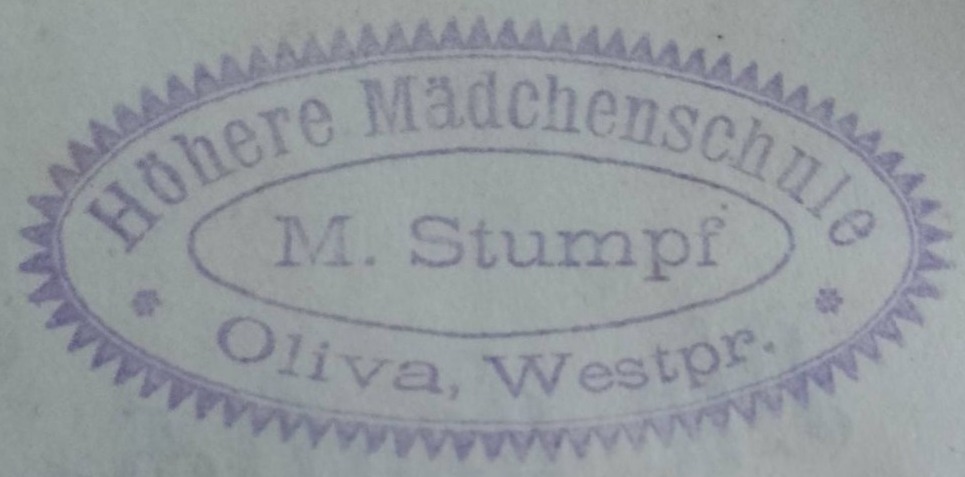 Höhere Mädchenschule
M. Stumpf
Oliva, Westpr.